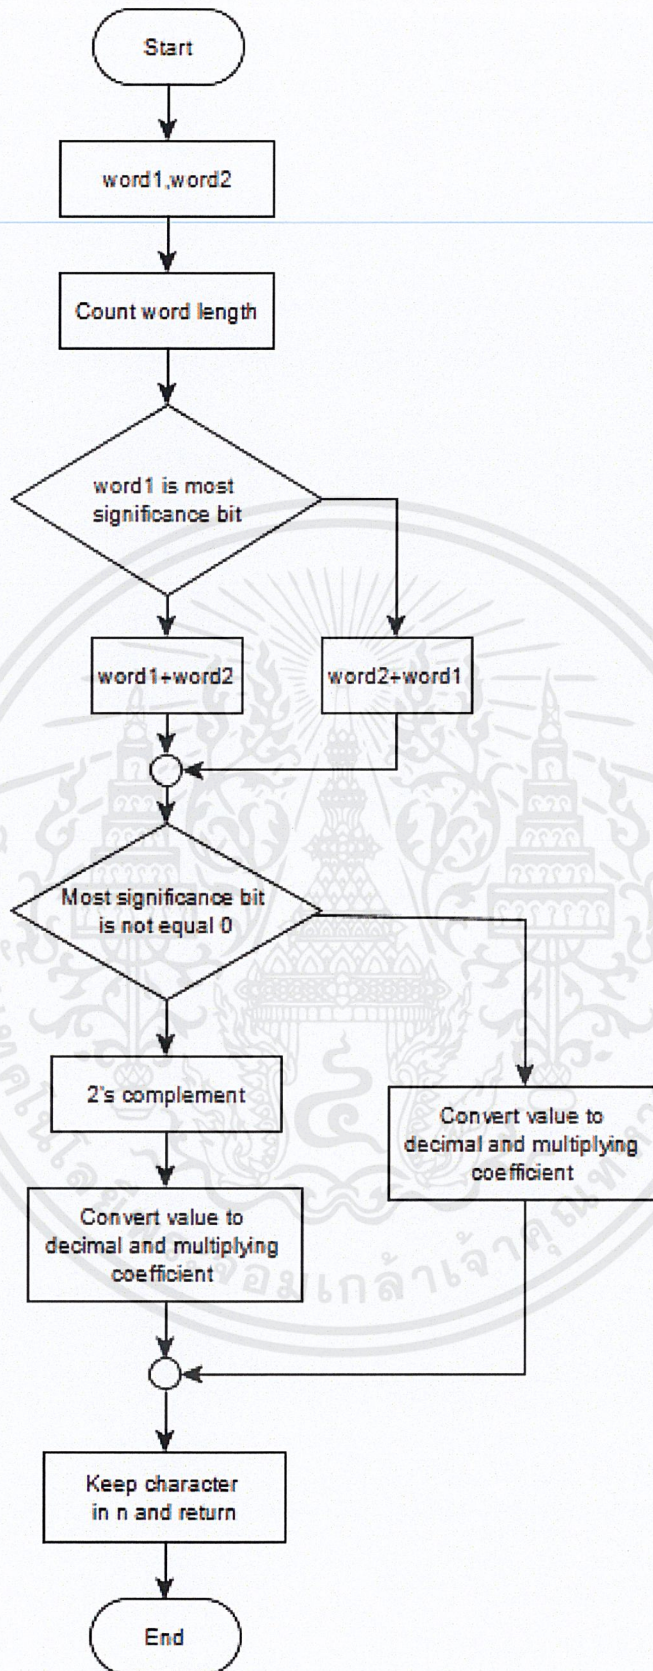 Start
word1,word2
Count word length
word1 is most
significance bit
word1+word2
word2+word1
Most significance bit
is not equal 0
2's complement
Convert value to
decimal and multiplying
coefficient
Convert value to
decimal and multiplying
coefficient
Keep character
in n and return
End